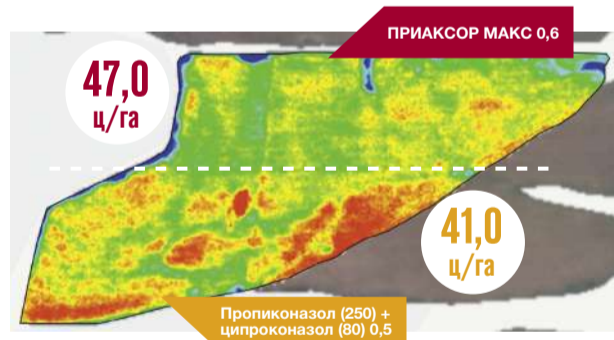 ПРИАКСОР МАКС 0,6
47,0
ц/га
41,0
ц/га
Пропиконазол (250) +
ципроконазол (80) 0,5